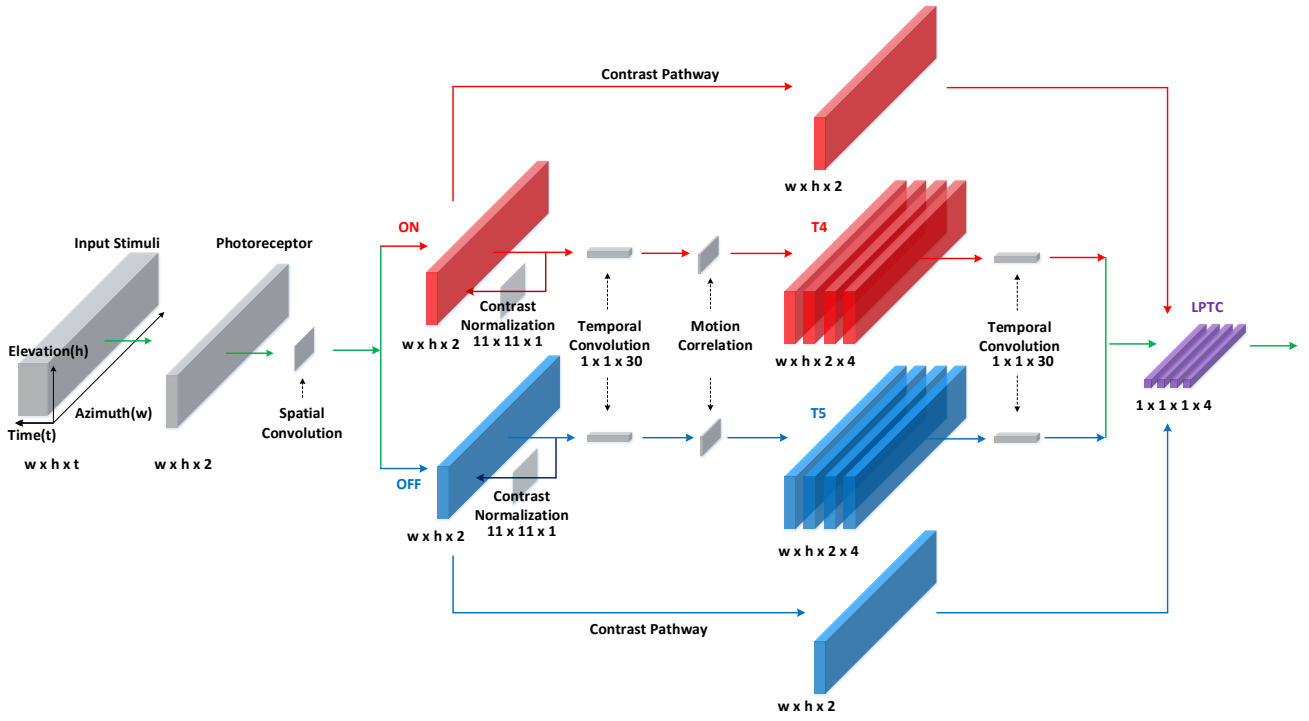 Contrast Pathway
w x h x 2
ON
T4
Input Stimuli
Photoreceptor
LPTC
Contrast
Normalization
11 x 11 x 1
Temporal
Convolution
1 x 1 x 30
Motion
Correlation
Temporal
Convolution
1 x 1 x 30
w x h x 2
w x h x 2 x 4
Elevation(h)
Azimuth(w)
Time(t)
Spatial
Convolution
w x h x t
w x h x 2
1 x 1 x 1 x 4
T5
OFF
Contrast
Normalization
11 x 11 x 1
w x h x 2
w x h x 2 x 4
Contrast Pathway
w x h x 2